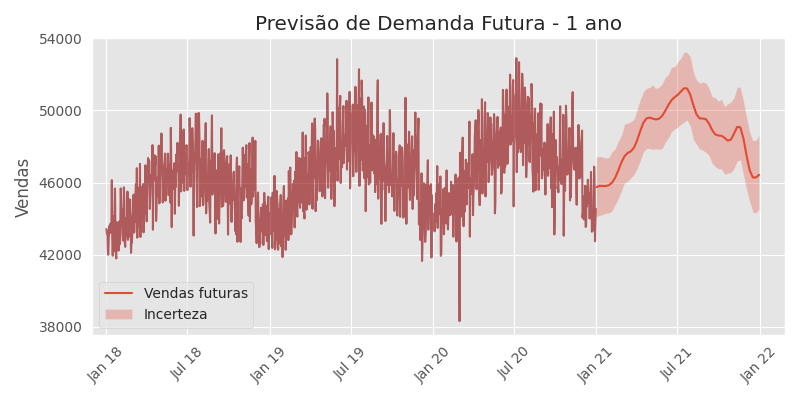 Previsão de Demanda Futura - 1 ano
Vendas
54000
50000
46000
42000
38000
Vendas futuras
Incerteza
Jan 18
Jul 18
Jan 19
Jul 19
Jan 20
Jul 20
Jan 21
Jul 21
Jan 22